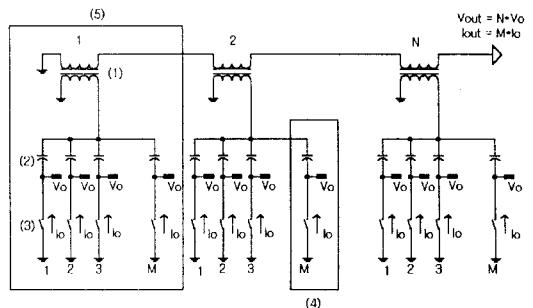 (5)
Vout = N*Vo
Iout = M*Io
1
2
N
(1)
(2)
Vo Vo Vo Vo Vo Vo Vo Vo Vo Vo Vo Vo
(3)
Io Io Io Io Io Io Io Io Io Io Io Io
1 2 3 M 1 2 3 M 1 2 3 M
(4)